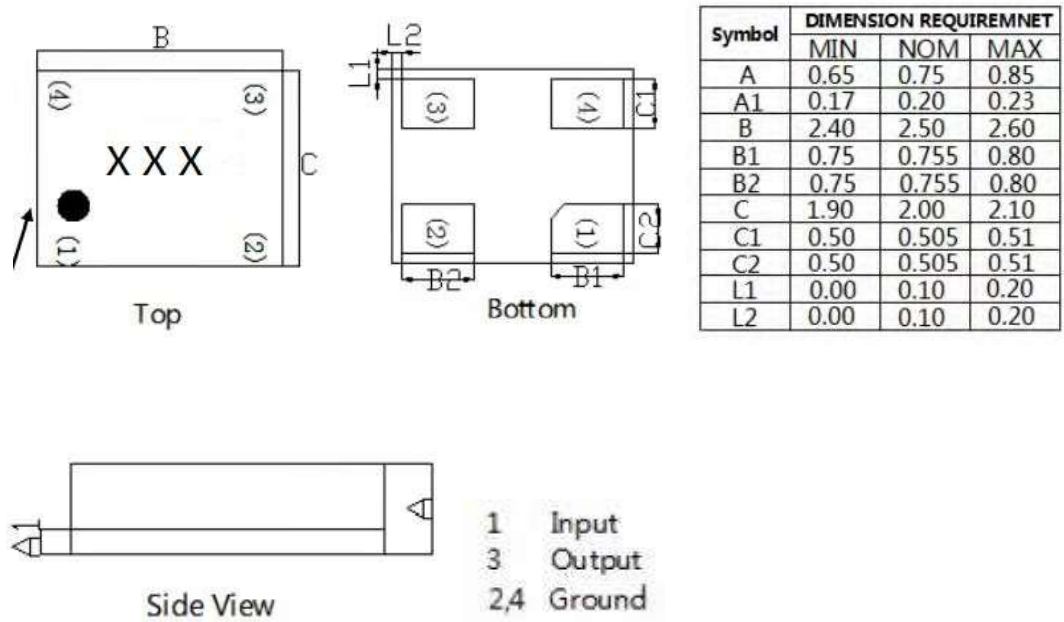 B
(4) (3)
X X X
C
(1) (2)
Top
L2
L1
(3) (4)
C1
(2) (1)
C2
B2 B1
Bottom
Symbol DIMENSION REQUIREMNET
MIN NOM MAX
A 0.65 0.75 0.85
A1 0.17 0.20 0.23
B 2.40 2.50 2.60
B1 0.75 0.755 0.80
B2 0.75 0.755 0.80
C 1.90 2.00 2.10
C1 0.50 0.505 0.51
C2 0.50 0.505 0.51
L1 0.00 0.10 0.20
L2 0.00 0.10 0.20
A1
A
Side View
1 Input
3 Output
2,4 Ground